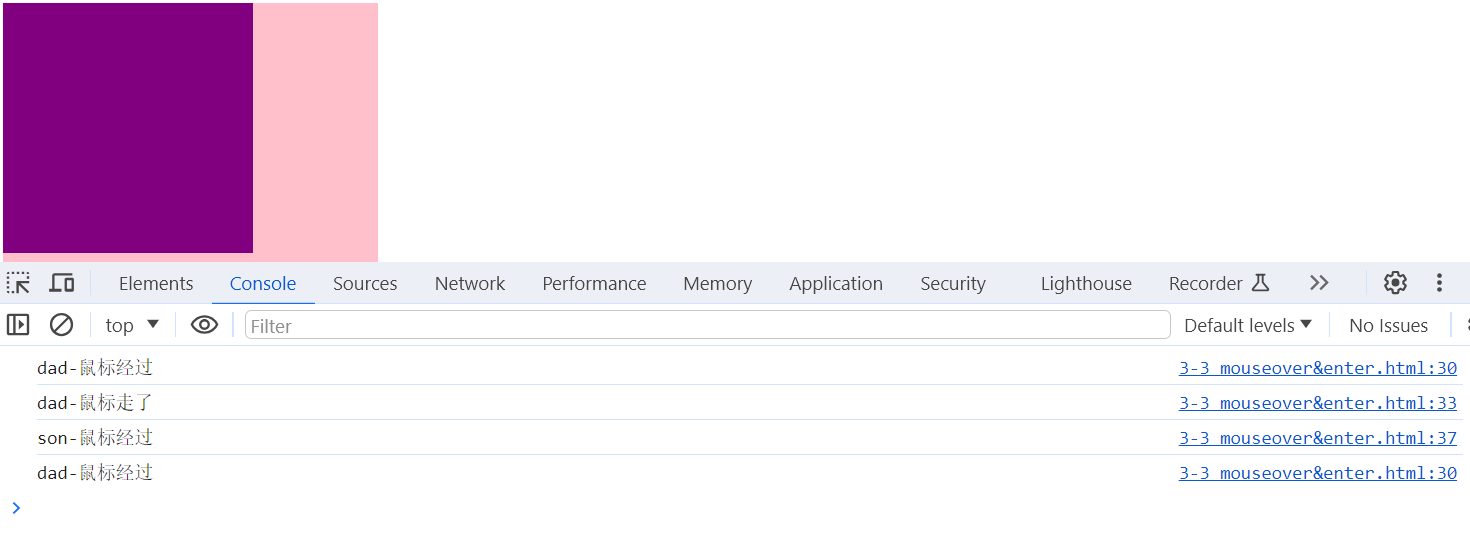 Elements Console Sources Network Performance Memory Application Security Lighthouse Recorder
top Filter Default levels No Issues
dad-鼠标经过 3-3 mouseover&enter.html:30
dad-鼠标走了 3-3 mouseover&enter.html:33
son-鼠标经过 3-3 mouseover&enter.html:37
dad-鼠标经过 3-3 mouseover&enter.html:30